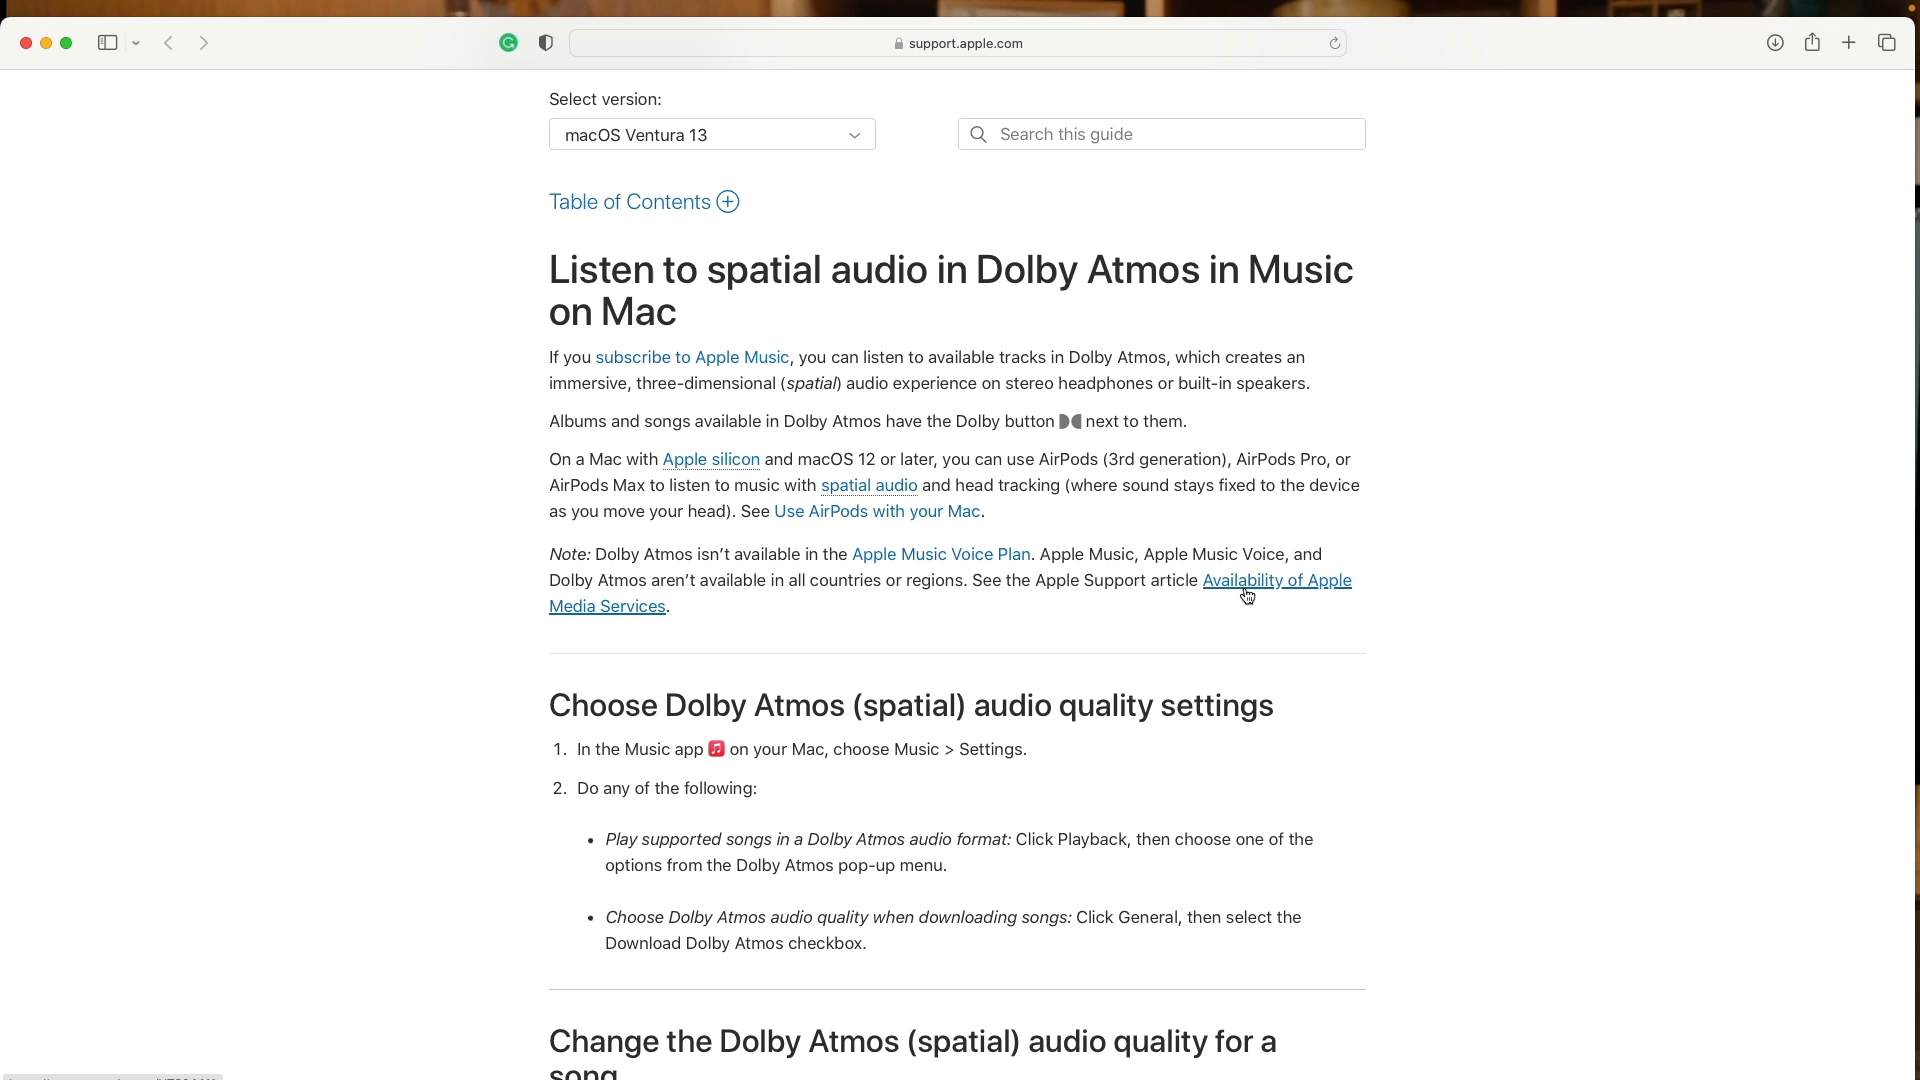 support.apple.com
Select version:
macOS Ventura 13
Search this guide
Table of Contents
Listen to spatial audio in Dolby Atmos in Music
on Mac
If you subscribe to Apple Music, you can listen to available tracks in Dolby Atmos, which creates an
immersive, three-dimensional (spatial) audio experience on stereo headphones or built-in speakers.
Albums and songs available in Dolby Atmos have the Dolby button next to them.
On a Mac with Apple silicon and macOS 12 or later, you can use AirPods (3rd generation), AirPods Pro, or
AirPods Max to listen to music with spatial audio and head tracking (where sound stays fixed to the device
as you move your head). See Use AirPods with your Mac.
Note: Dolby Atmos isn’t available in the Apple Music Voice Plan. Apple Music, Apple Music Voice, and
Dolby Atmos aren’t available in all countries or regions. See the Apple Support article Availability of Apple
Media Services.
Choose Dolby Atmos (spatial) audio quality settings
1. In the Music app on your Mac, choose Music > Settings.
2. Do any of the following:
• Play supported songs in a Dolby Atmos audio format: Click Playback, then choose one of the
options from the Dolby Atmos pop-up menu.
• Choose Dolby Atmos audio quality when downloading songs: Click General, then select the
Download Dolby Atmos checkbox.
Change the Dolby Atmos (spatial) audio quality for a
song